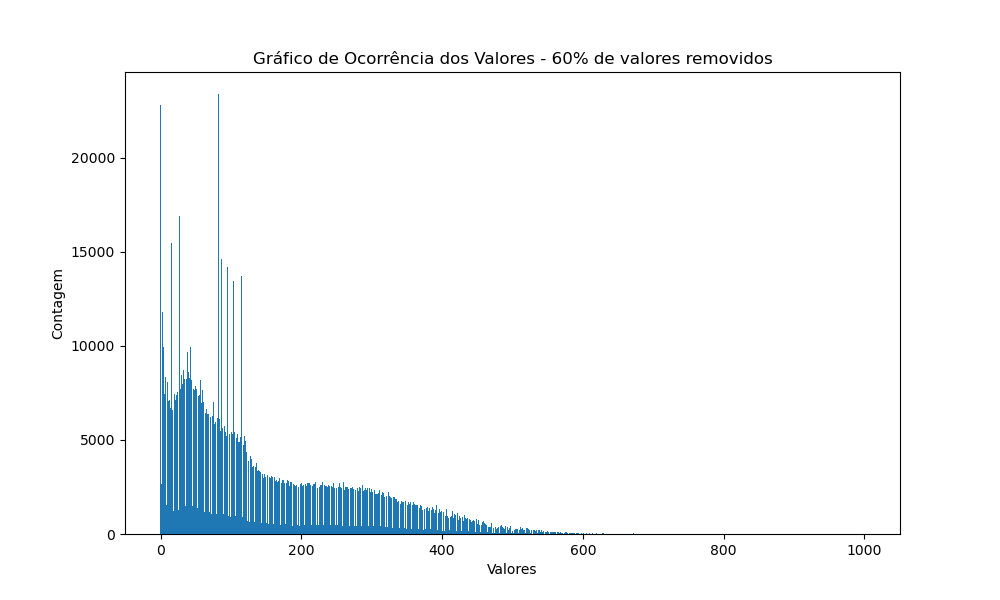 Gráfico de Ocorrência dos Valores - 60% de valores removidos
20000
15000
10000
5000
0
Contagem
0 200 400 600 800 1000
Valores